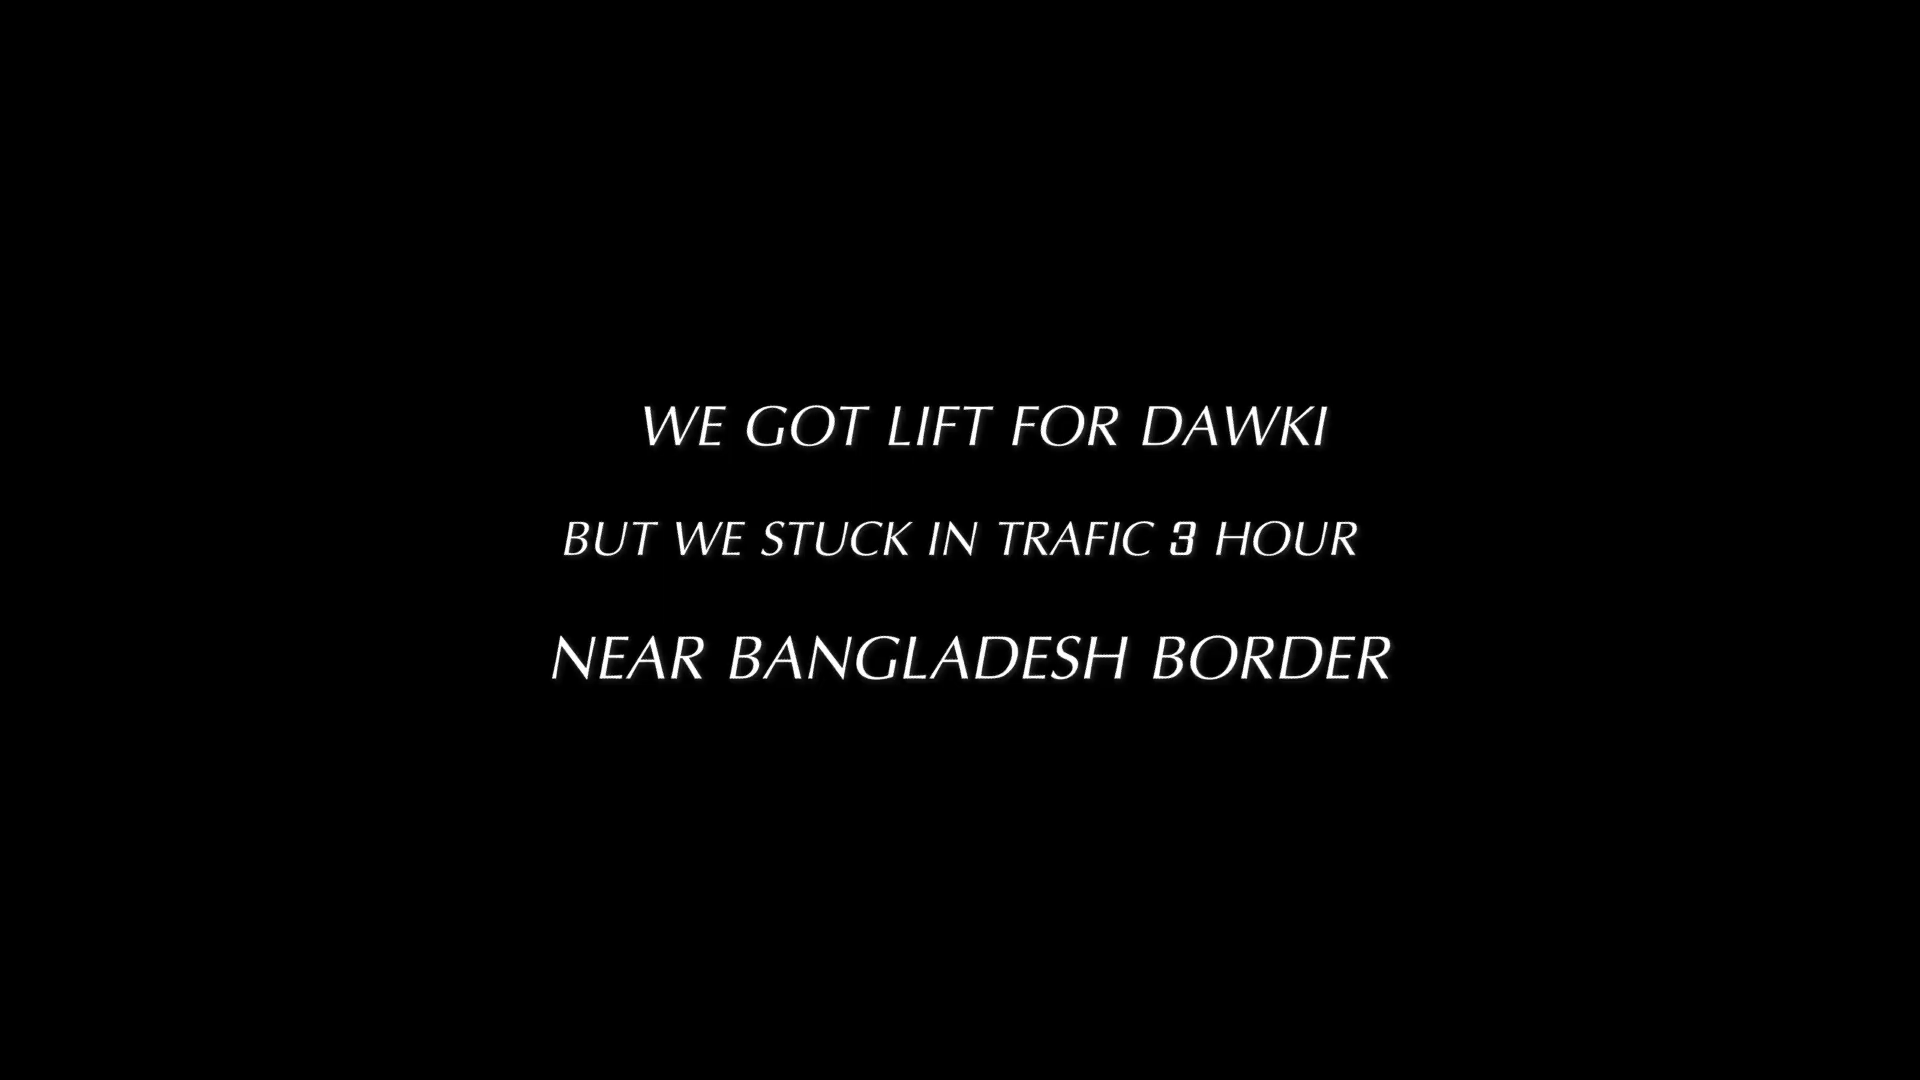 WE GOT LIFT FOR DAWKI
BUT WE STUCK IN TRAFIC 3 HOUR
NEAR BANGLADESH BORDER